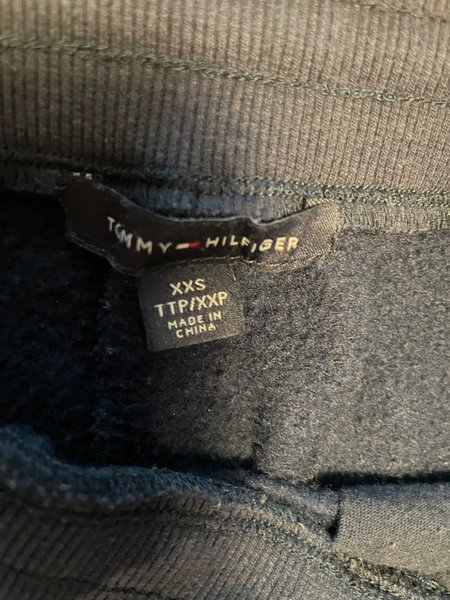 TOMMY HILFIGER
XXS
TTP/XXP
MADE IN
CHINA